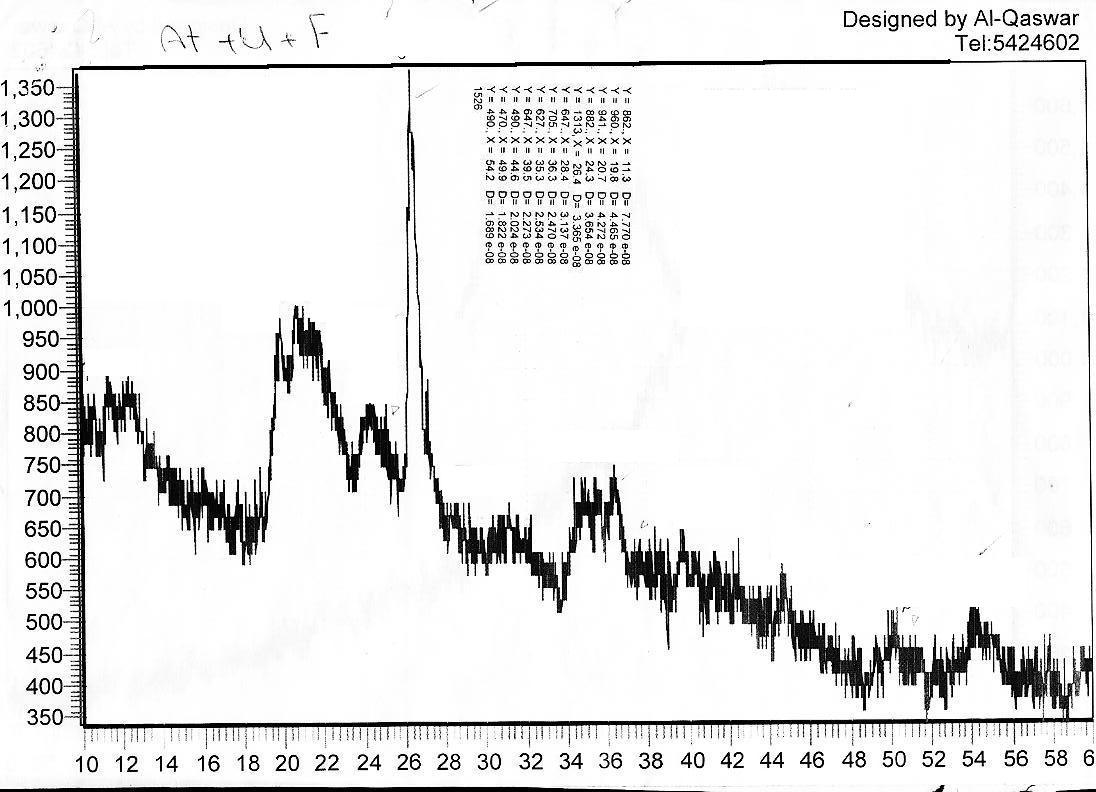 At + U + F
Designed by Al-Qaswar
Tel:5424602
1,350
1,300
1,250
1,200
1,150
1,100
1,050
1,000
950
900
850
800
750
700
650
600
550
500
450
400
350
Y = 862., X = 11.3 D= 7.770 e-08
Y = 960., X = 19.8 D= 4.465 e-08
Y = 941., X = 20.7 D= 4.272 e-08
Y = 882., X = 24.3 D= 3.654 e-08
Y = 1313, X = 26.4 D= 3.365 e-08
Y = 647., X = 28.4 D= 3.137 e-08
Y = 705., X = 36.3 D= 2.470 e-08
Y = 627., X = 35.3 D= 2.534 e-08
Y = 647., X = 39.5 D= 2.273 e-08
Y = 490., X = 44.6 D= 2.024 e-08
Y = 470., X = 49.9 D= 1.822 e-08
Y = 490., X = 54.2 D= 1.689 e-08
1526
10 12 14 16 18 20 22 24 26 28 30 32 34 36 38 40 42 44 46 48 50 52 54 56 58 6